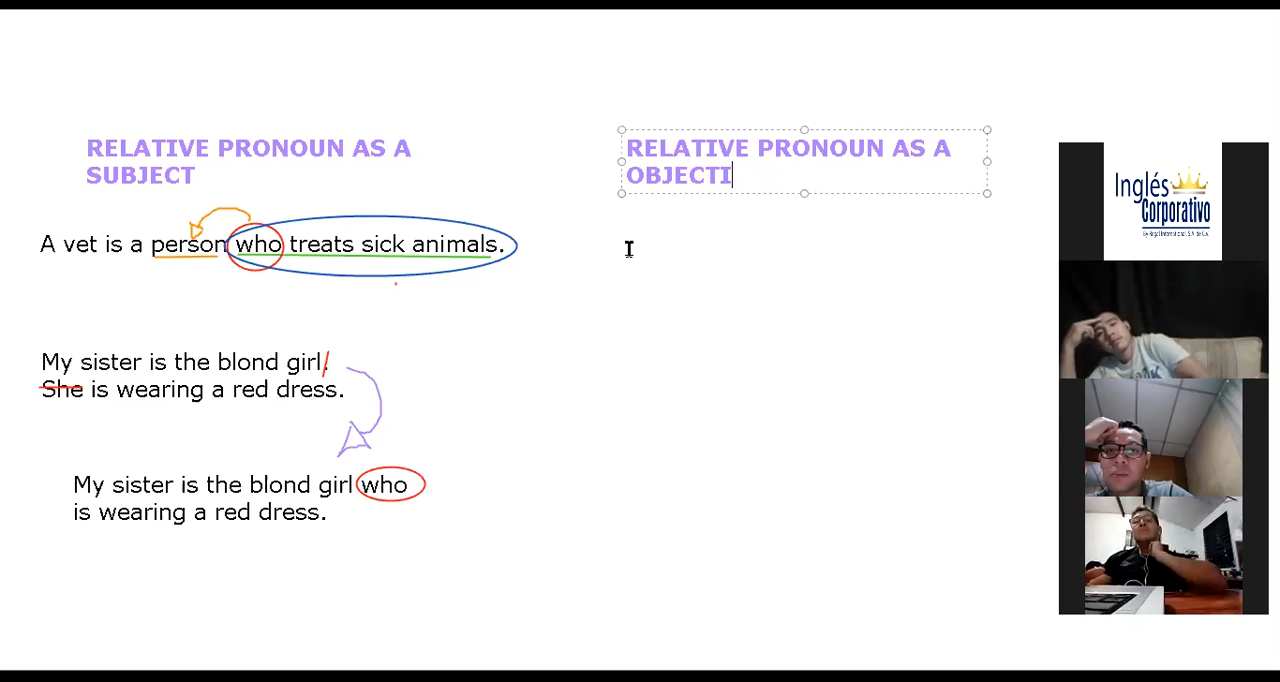 RELATIVE PRONOUN AS A
SUBJECT
A vet is a person who treats sick animals.
My sister is the blond girl.
She is wearing a red dress.
My sister is the blond girl who
is wearing a red dress.
RELATIVE PRONOUN AS A
OBJECTI
Inglés
Corporativo